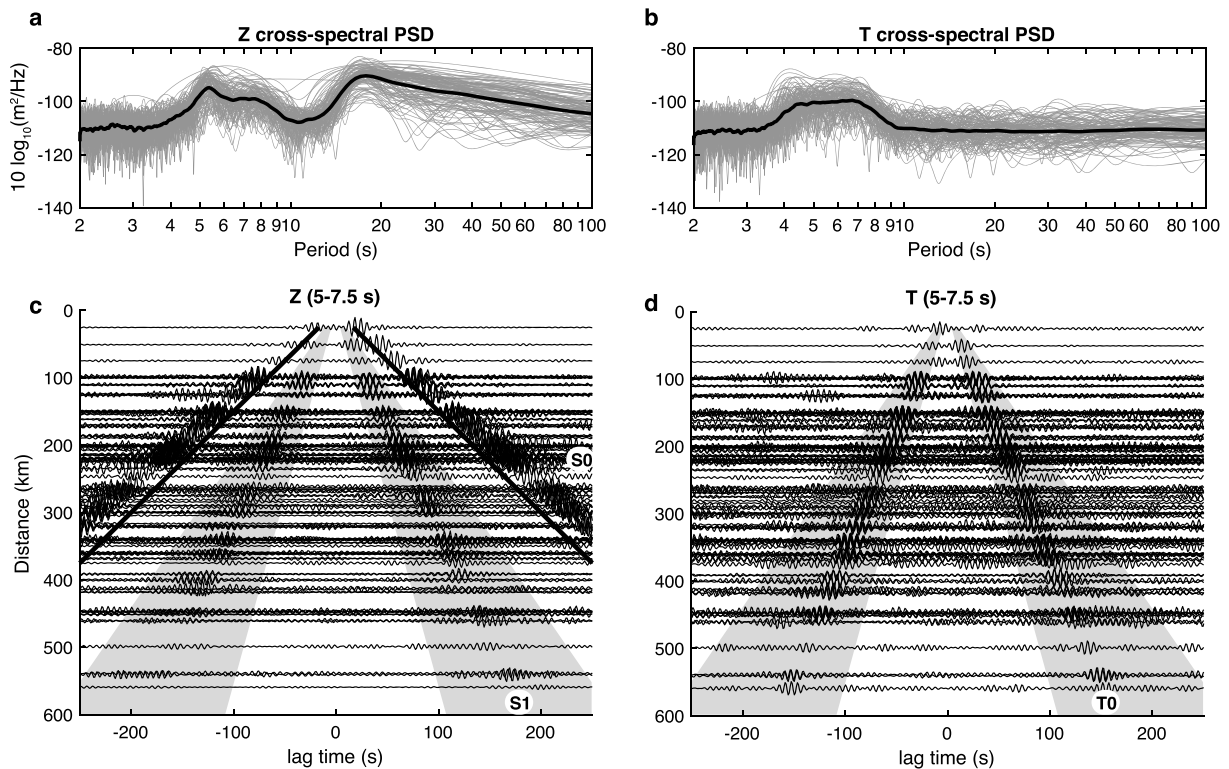 a
Z cross-spectral PSD
-80
-100
-120
-140
10 log10(m2/Hz)
2 3 4 5 6 7 8 910 20 30 40 50 60 80 100
Period (s)
b
T cross-spectral PSD
-80
-100
-120
-140
2 3 4 5 6 7 8 910 20 30 40 50 60 80 100
Period (s)
c
Z (5-7.5 s)
0
100
200
300
400
500
600
Distance (km)
S0
S1
-200 -100 0 100 200
lag time (s)
d
T (5-7.5 s)
0
100
200
300
400
500
600
T0
-200 -100 0 100 200
lag time (s)